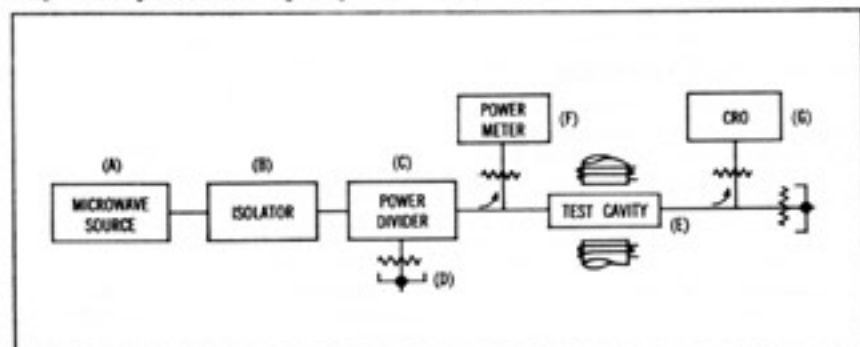 POWER METER (F)
CRO (G)
(A)
(B)
(C)
MICROWAVE SOURCE
ISOLATOR
POWER DIVIDER
TEST CAVITY (E)
(D)